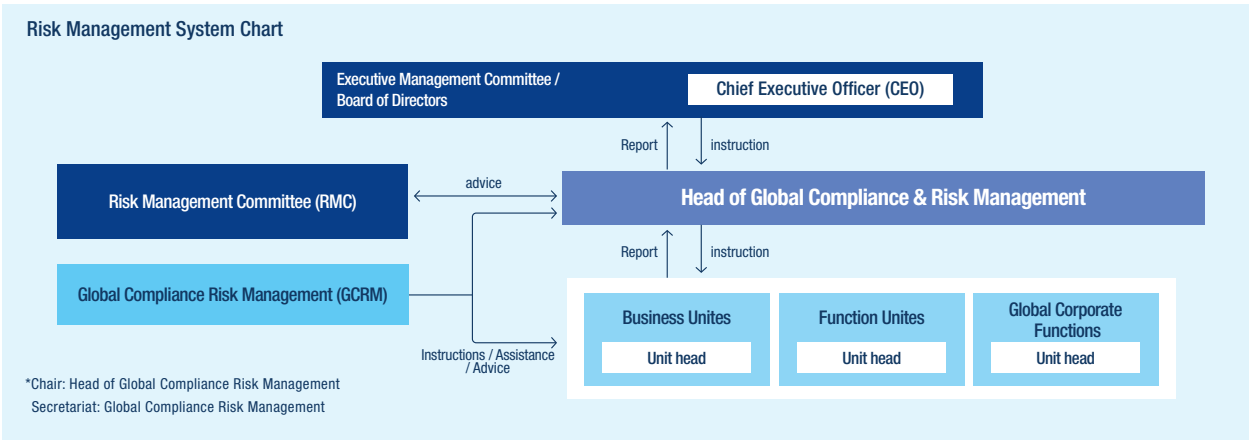 Risk Management System Chart
Executive Management Committee /
Board of Directors
Chief Executive Officer (CEO)
Report
instruction
Risk Management Committee (RMC)
advice
Head of Global Compliance & Risk Management
Report
instruction
Global Compliance Risk Management (GCRM)
Instructions / Assistance
/ Advice
Business Unites
Unit head
Function Unites
Unit head
Global Corporate
Functions
Unit head
*Chair: Head of Global Compliance Risk Management
Secretariat: Global Compliance Risk Management